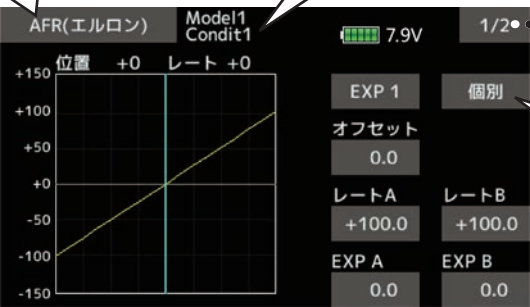 AFR(エルロン)
Model1
Condit1
7.9V
1/2
位置 +0 レート +0
+150
+100
+50
+0
-50
-100
-150
EXP 1
個別
オフセット
0.0
レートA レートB
+100.0 +100.0
EXP A EXP B
0.0 0.0